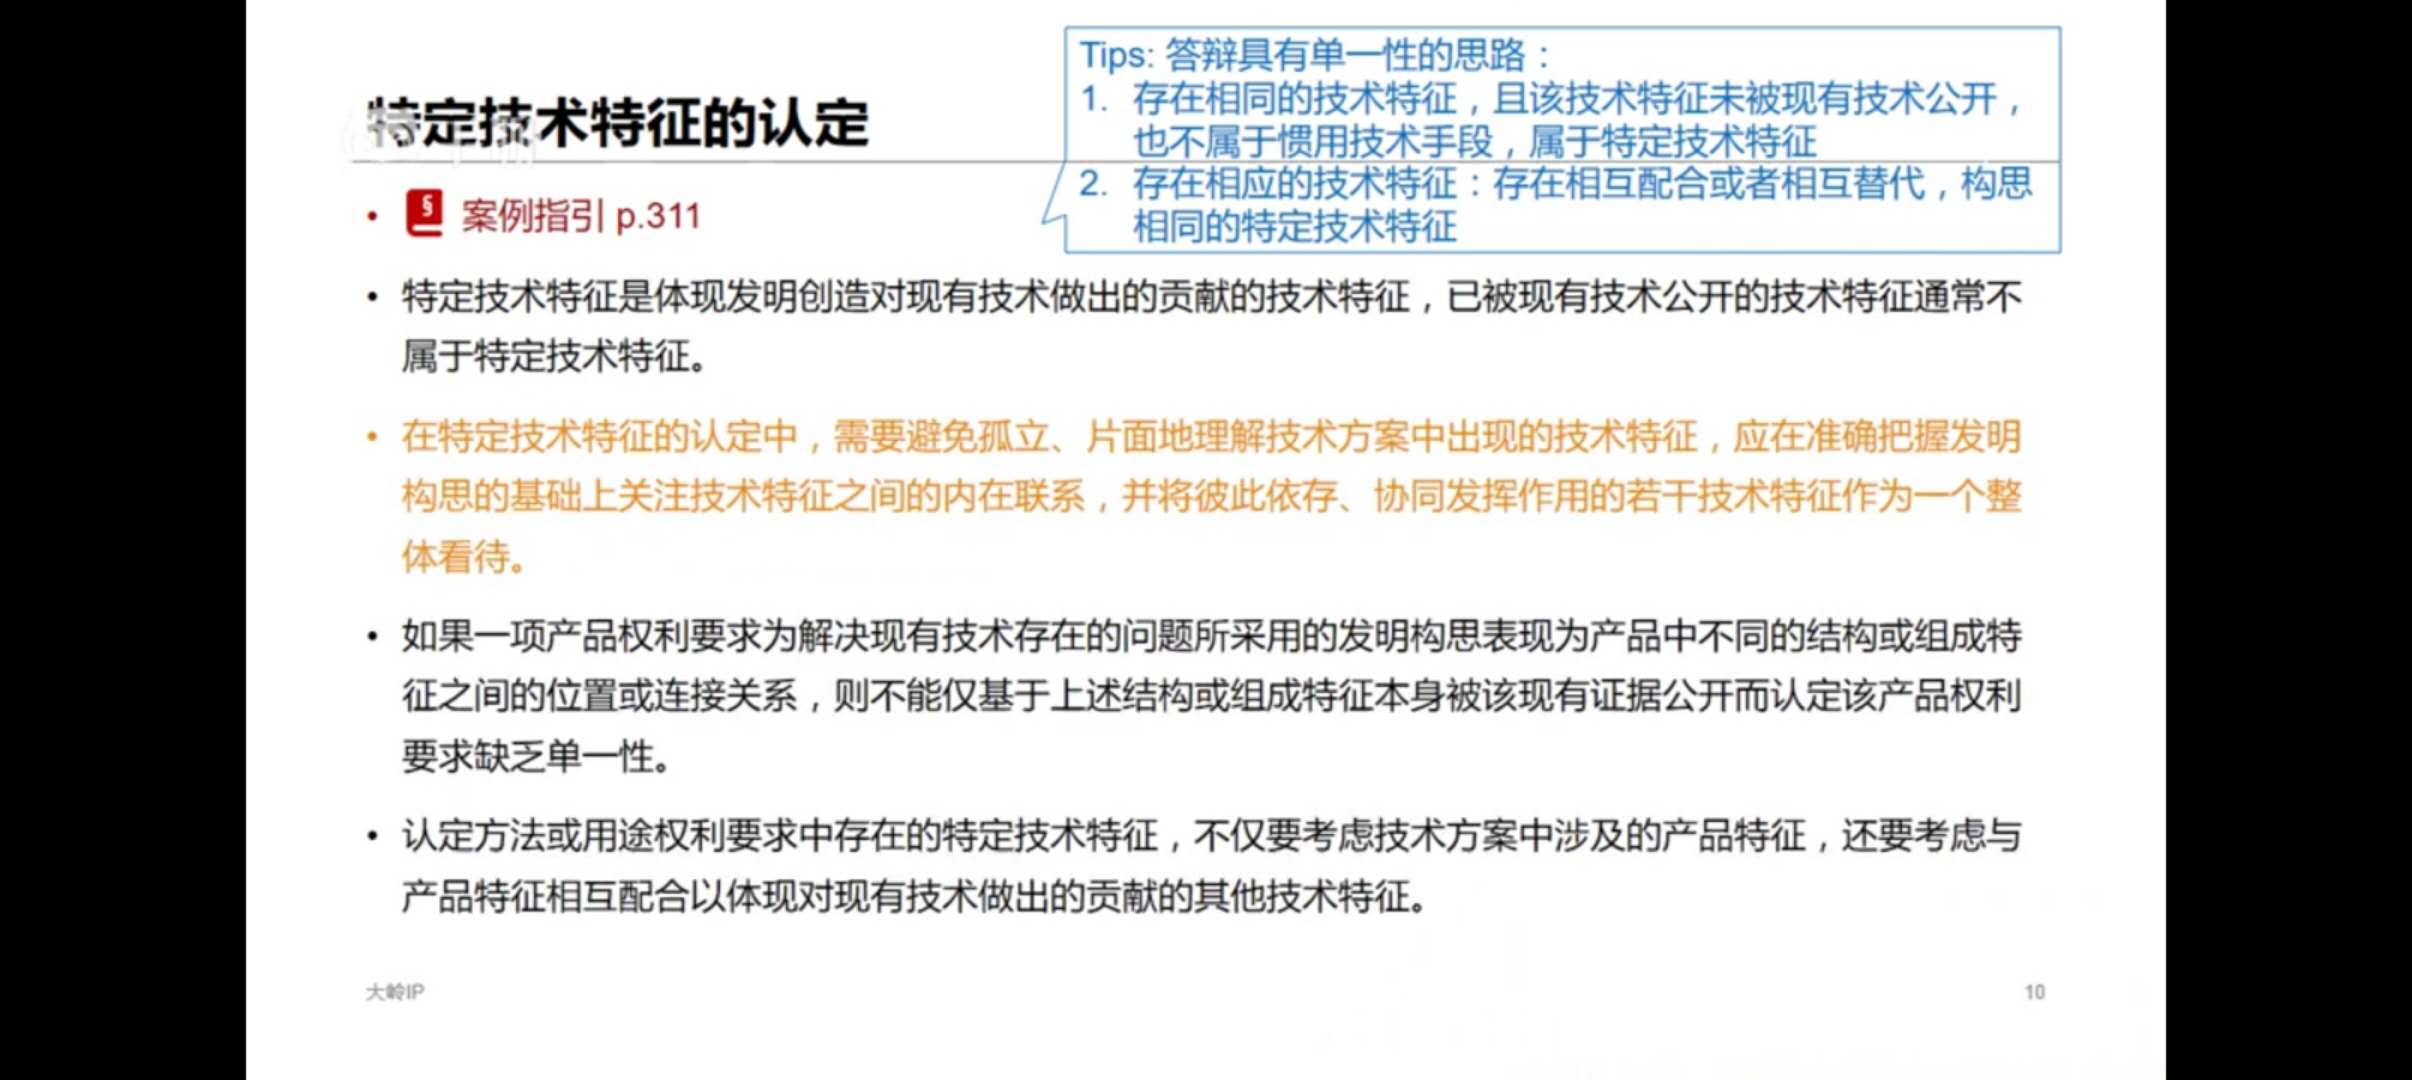 Tips: 答辩具有单一性的思路：
1. 存在相同的技术特征，且该技术特征未被现有技术公开，
也不属于惯用技术手段，属于特定技术特征
2. 存在相应的技术特征：存在相互配合或者相互替代，构思
相同的特定技术特征
特定技术特征的认定
• § 案例指引 p.311
• 特定技术特征是体现发明创造对现有技术做出的贡献的技术特征，已被现有技术公开的技术特征通常不
属于特定技术特征。
• 在特定技术特征的认定中，需要避免孤立、片面地理解技术方案中出现的技术特征，应在准确把握发明
构思的基础上关注技术特征之间的内在联系，并将彼此依存、协同发挥作用的若干技术特征作为一个整
体看待。
• 如果一项产品权利要求为解决现有技术存在的问题所采用的发明构思表现为产品中不同的结构或组成特
征之间的位置或连接关系，则不能仅基于上述结构或组成特征本身被该现有证据公开而认定该产品权利
要求缺乏单一性。
• 认定方法或用途权利要求中存在的特定技术特征，不仅要考虑技术方案中涉及的产品特征，还要考虑与
产品特征相互配合以体现对现有技术做出的贡献的其他技术特征。
大岭IP
10